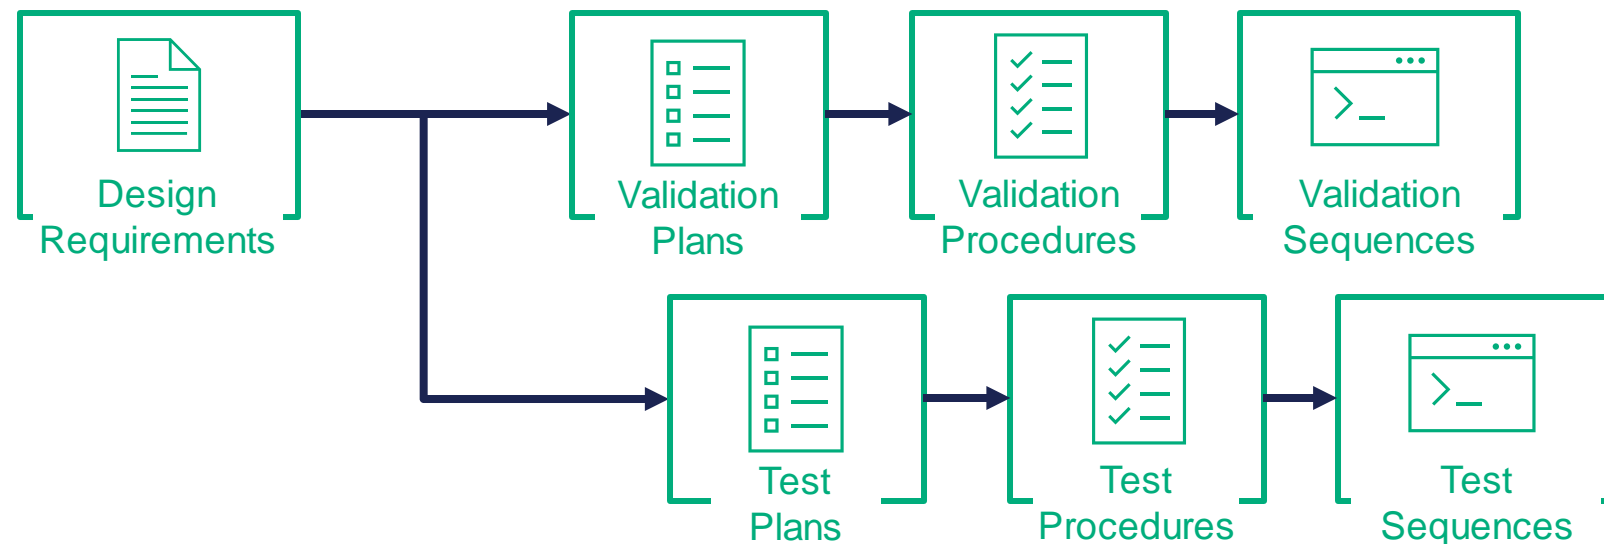 Design
Requirements
Validation
Plans
Validation
Procedures
Validation
Sequences
Test
Plans
Test
Procedures
Test
Sequences